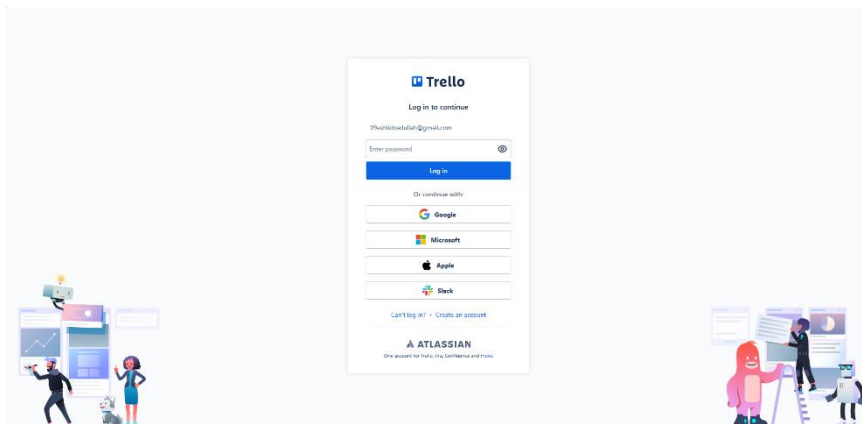 Trello
Log in to continue
Enter password
Log in
Or continue with:
Google
Microsoft
Apple
Slack
Can't log in? • Create an account
ATLASSIAN
One account for Trello, Jira, Confluence and more.